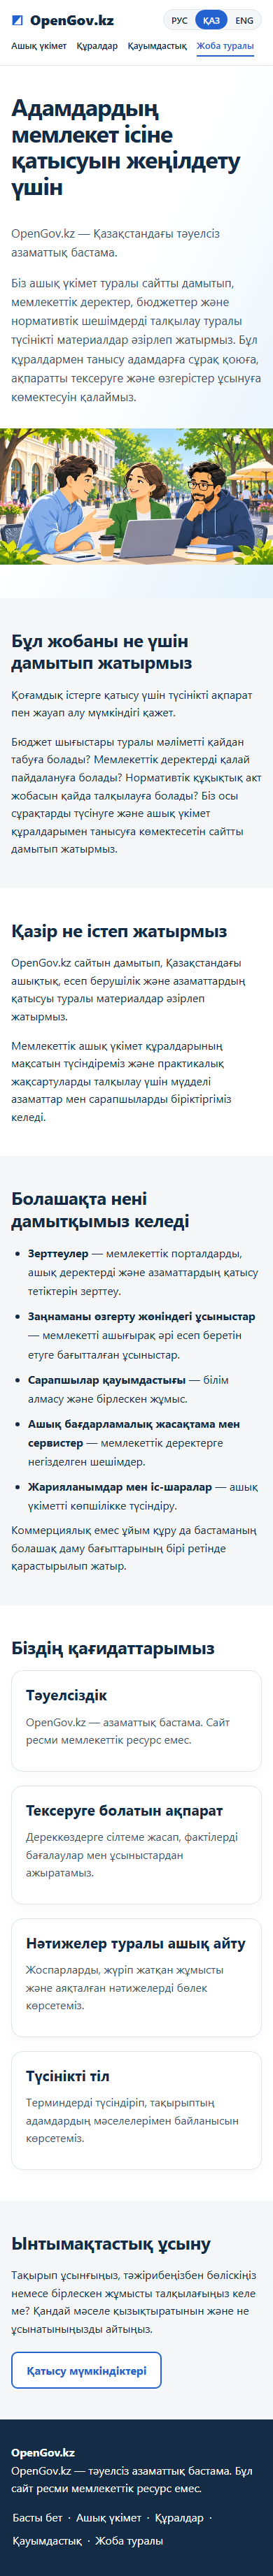 OpenGov.kz
РУС ҚАЗ ENG
Ашық үкімет Құралдар Қауымдастық Жоба туралы
Адамдардың
мемлекет ісіне
қатысуын жеңілдету
үшін
OpenGov.kz — Қазақстандағы тәуелсіз
азаматтық бастама.
Біз ашық үкімет туралы сайтты дамытып,
мемлекеттік деректер, бюджеттер және
нормативтік шешімдерді талқылау туралы
түсінікті материалдар әзірлеп жатырмыз. Бұл
құралдармен танысу адамдарға сұрақ қоюға,
ақпаратты тексеруге және өзгерістер ұсынуға
көмектесуін қалаймыз.
Бұл жобаны не үшін
дамытып жатырмыз
Қоғамдық істерге қатысу үшін түсінікті ақпарат
пен жауап алу мүмкіндігі қажет.
Бюджет шығыстары туралы мәліметті қайдан
табуға болады? Мемлекеттік деректерді қалай
пайдалануға болады? Нормативтік құқықтық акт
жобасын қайда талқылауға болады? Біз осы
сұрақтарды түсінуге және ашық үкімет
құралдарымен танысуға көмектесетін сайтты
дамытып жатырмыз.
Қазір не істеп жатырмыз
OpenGov.kz сайтын дамытып, Қазақстандағы
ашықтық, есеп берушілік және азаматтардың
қатысуы туралы материалдар әзірлеп
жатырмыз.
Мемлекеттік ашық үкімет құралдарының
мақсатын түсіндіреміз және практикалық
жақсартуларды талқылау үшін мүдделі
азаматтар мен сарапшыларды біріктіргіміз
келеді.
Болашақта нені
дамытқымыз келеді
• Зерттеулер — мемлекеттік порталдарды,
ашық деректерді және азаматтардың қатысу
тетіктерін зерттеу.
• Заңнаманы өзгерту жөніндегі ұсыныстар
— мемлекетті ашығырақ әрі есеп беретін
етуге бағытталған ұсыныстар.
• Сарапшылар қауымдастығы — білім
алмасу және бірлескен жұмыс.
• Ашық бағдарламалық жасақтама мен
сервистер — мемлекеттік деректерге
негізделген шешімдер.
• Жарияланымдар мен іс-шаралар — ашық
үкіметті көпшілікке түсіндіру.
Коммерциялық емес ұйым құру да бастаманың
болашақ даму бағыттарының бірі ретінде
қарастырылып жатыр.
Біздің қағидаттарымыз
Тәуелсіздік
OpenGov.kz — азаматтық бастама. Сайт
ресми мемлекеттік ресурс емес.
Тексеруге болатын ақпарат
Дереккөздерге сілтеме жасап, фактілерді
бағалаулар мен ұсыныстардан
ажыратамыз.
Нәтижелер туралы ашық айту
Жоспарларды, жүріп жатқан жұмысты
және аяқталған нәтижелерді бөлек
көрсетеміз.
Түсінікті тіл
Терминдерді түсіндіріп, тақырыптың
адамдардың мәселелерімен байланысын
көрсетеміз.
Ынтымақтастық ұсыну
Тақырып ұсынғыңыз, тәжірибеңізбен бөліскіңіз
немесе бірлескен жұмысты талқылағыңыз келе
ме? Қандай мәселе қызықтыратынын және не
ұсынатыныңызды айтыңыз.
Қатысу мүмкіндіктері
OpenGov.kz
OpenGov.kz — тәуелсіз азаматтық бастама. Бұл
сайт ресми мемлекеттік ресурс емес.
Басты бет · Ашық үкімет · Құралдар ·
Қауымдастық · Жоба туралы